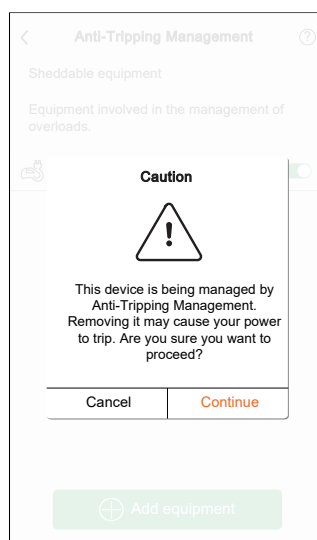 Anti-Tripping Management
Sheddable equipment
Equipment involved in the management of
overloads.
Caution
This device is being managed by
Anti-Tripping Management.
Removing it may cause your power
to trip. Are you sure you want to
proceed?
Cancel
Continue
Add equipment